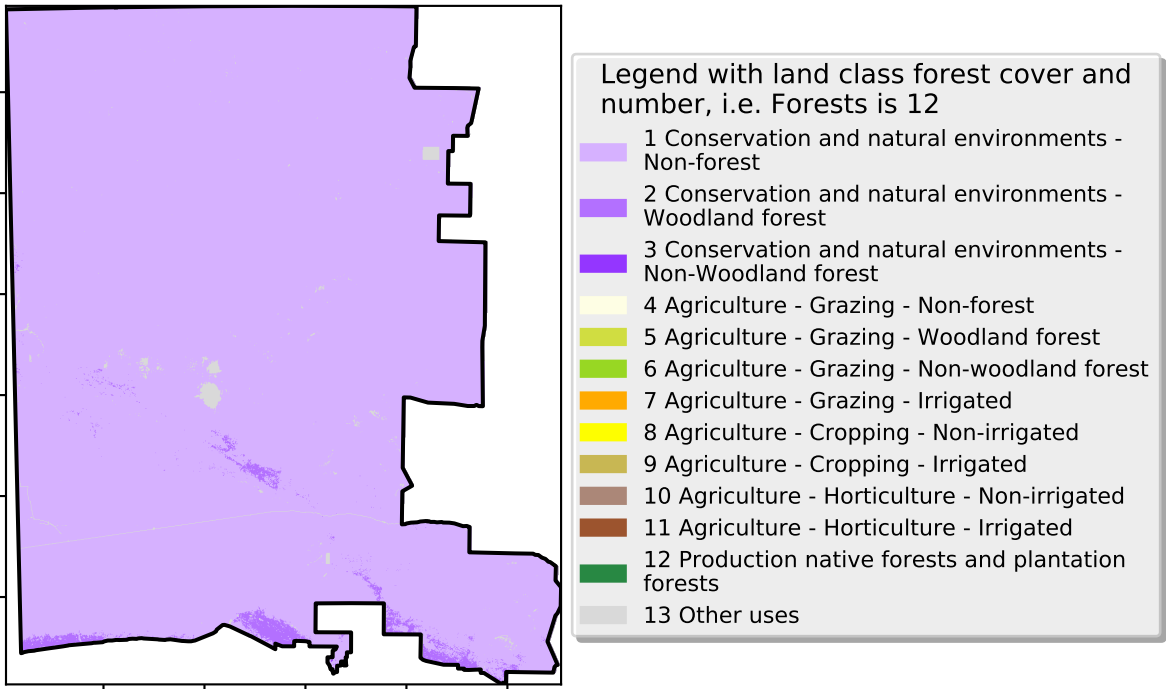 Legend with land class forest cover and
number, i.e. Forests is 12
1 Conservation and natural environments -
Non-forest
2 Conservation and natural environments -
Woodland forest
3 Conservation and natural environments -
Non-Woodland forest
4 Agriculture - Grazing - Non-forest
5 Agriculture - Grazing - Woodland forest
6 Agriculture - Grazing - Non-woodland forest
7 Agriculture - Grazing - Irrigated
8 Agriculture - Cropping - Non-irrigated
9 Agriculture - Cropping - Irrigated
10 Agriculture - Horticulture - Non-irrigated
11 Agriculture - Horticulture - Irrigated
12 Production native forests and plantation
forests
13 Other uses